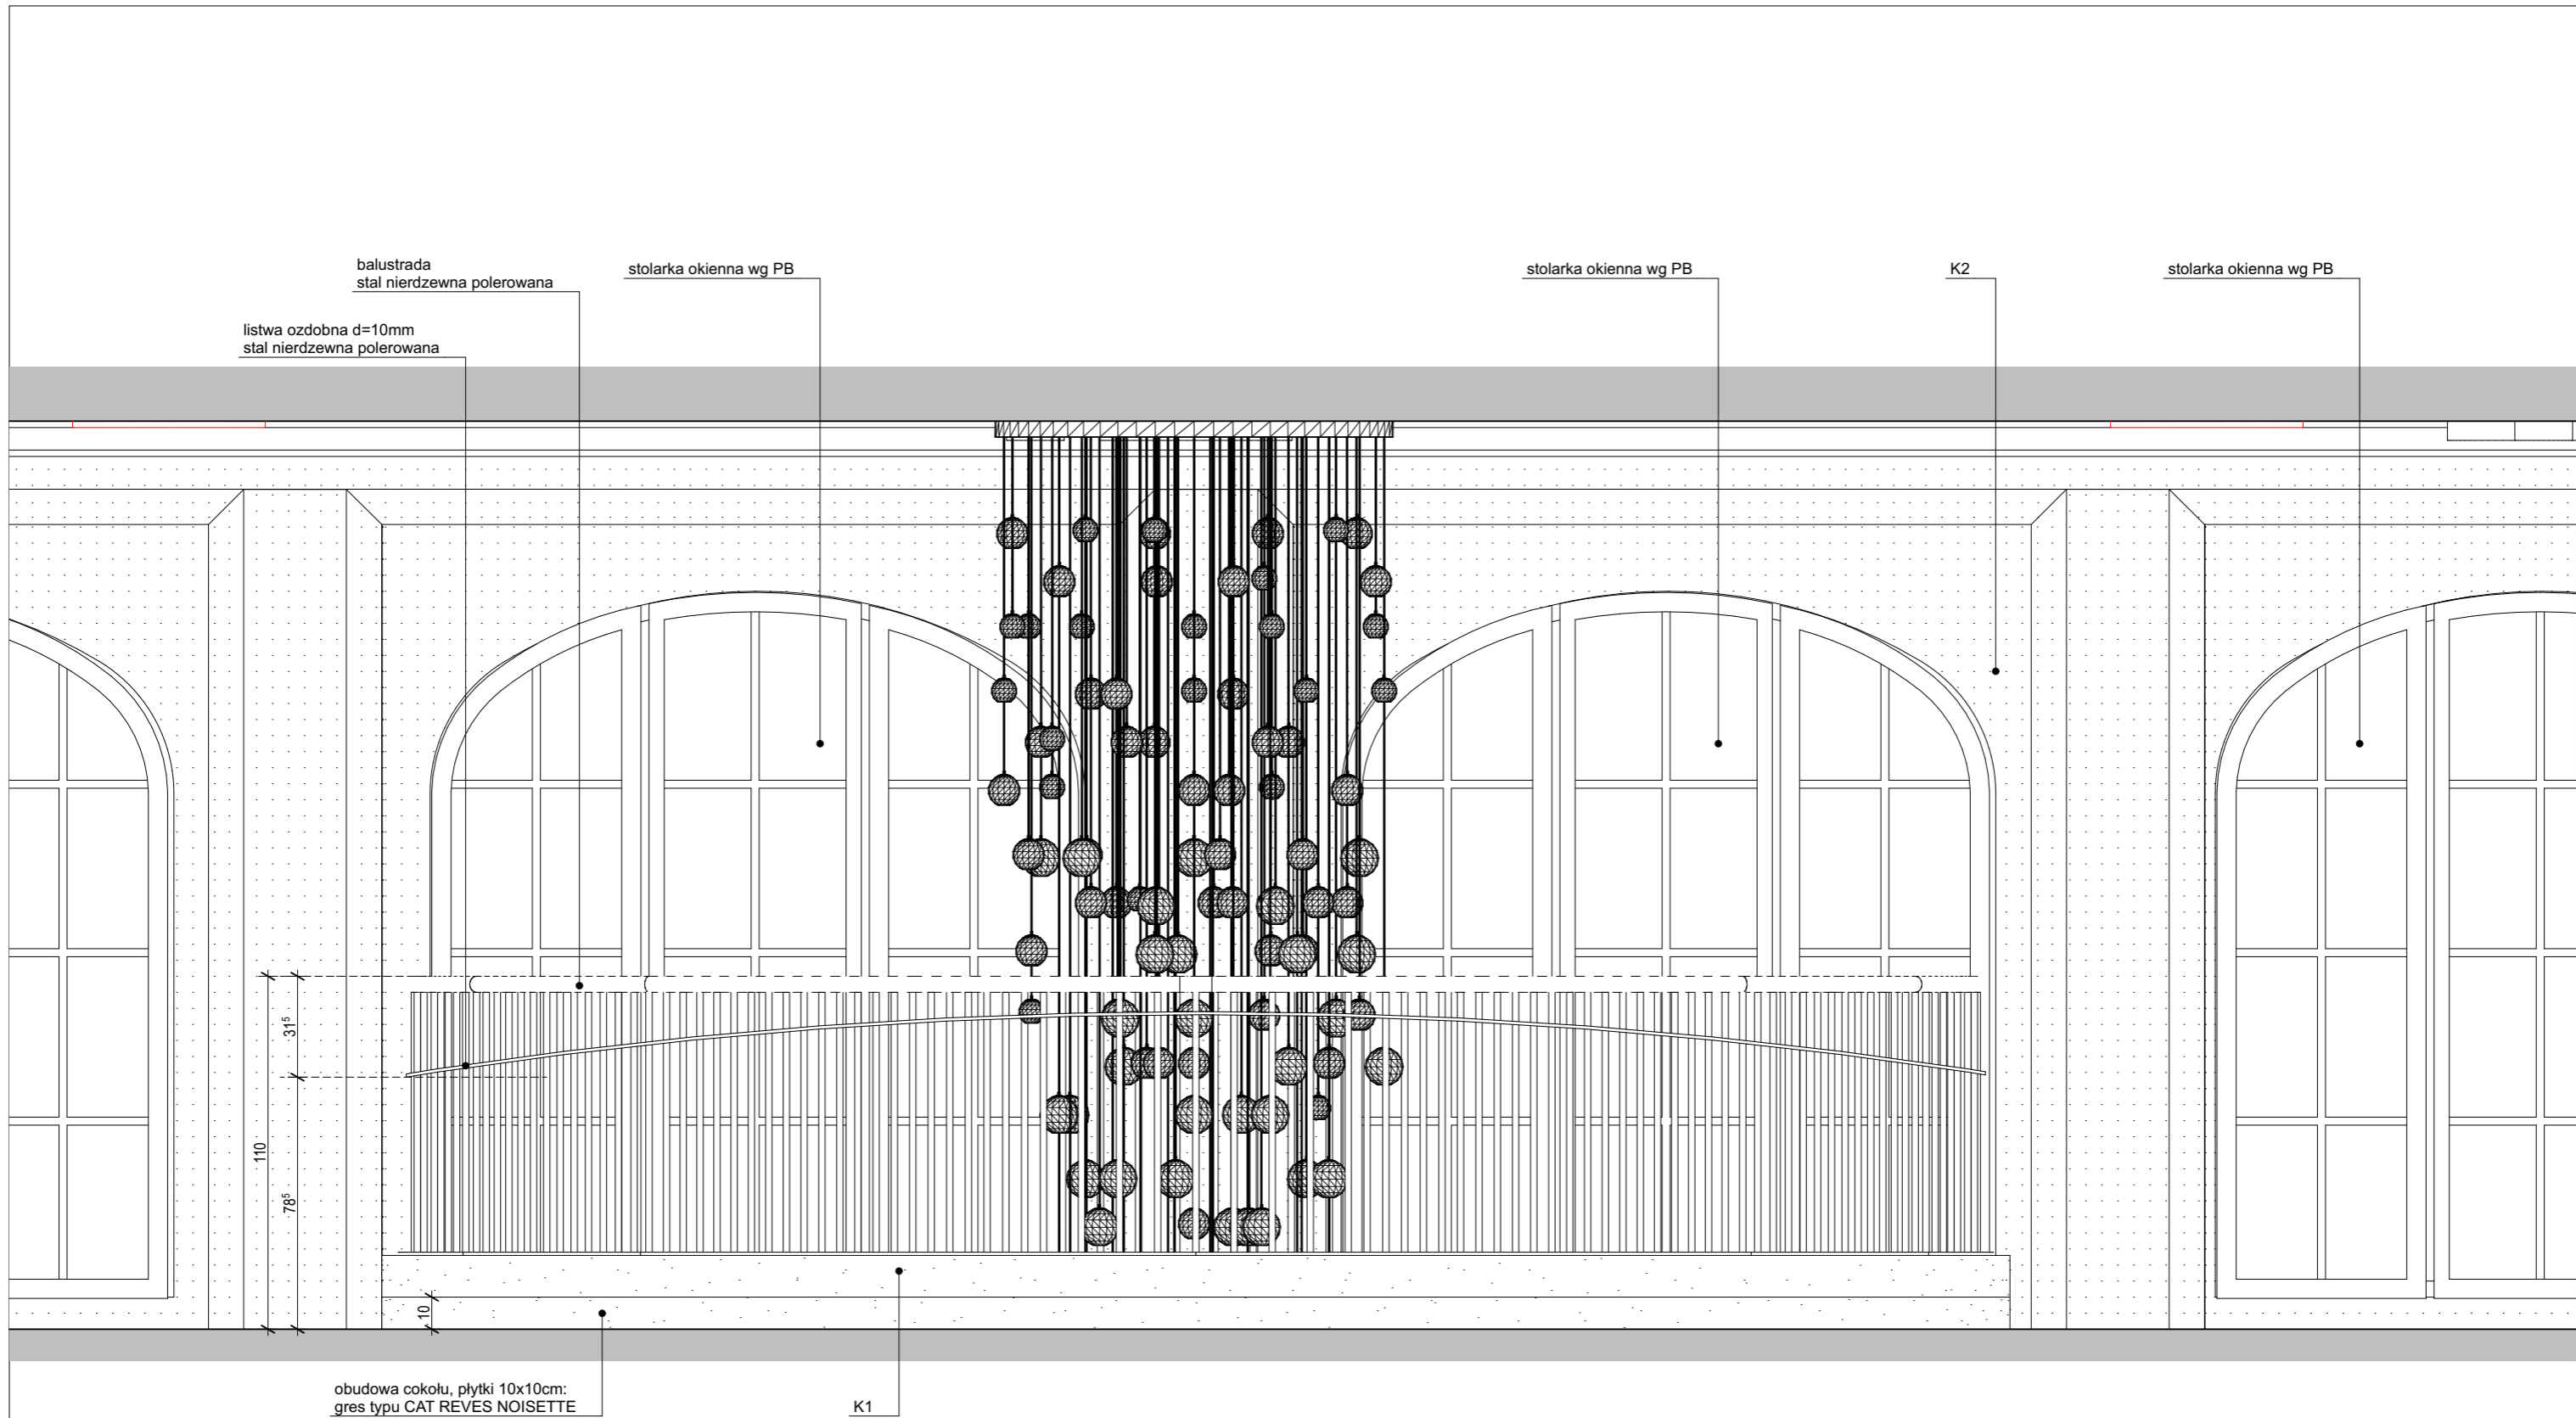 balustrada
stal nierdzewna polerowana
stolarka okienna wg PB
stolarka okienna wg PB
K2
stolarka okienna wg PB
listwa ozdobna d=10mm
stal nierdzewna polerowana
31⁵
110
78⁵
10
obudowa cokołu, płytki 10x10cm:
gres typu CAT REVES NOISETTE
K1